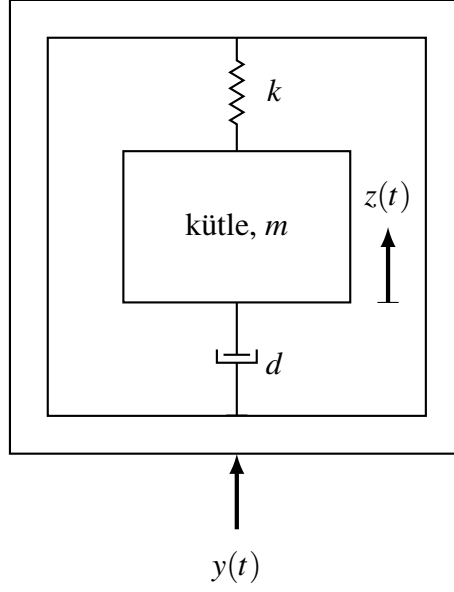 k
z(t)
kütle, m
d
y(t)